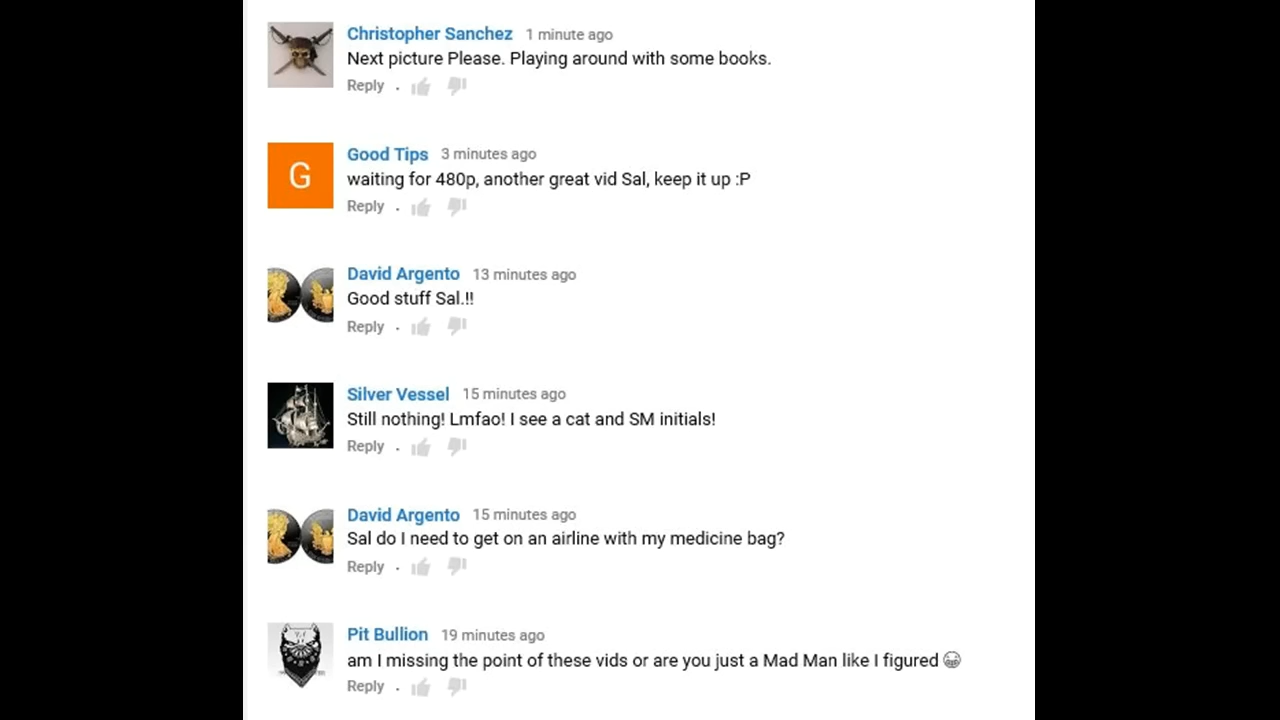 Christopher Sanchez 1 minute ago
Next picture Please. Playing around with some books.
Reply .
G
Good Tips 3 minutes ago
waiting for 480p, another great vid Sal, keep it up :P
Reply .
David Argento 13 minutes ago
Good stuff Sal.!!
Reply .
Silver Vessel 15 minutes ago
Still nothing! Lmfao! I see a cat and SM initials!
Reply .
David Argento 15 minutes ago
Sal do I need to get on an airline with my medicine bag?
Reply .
Pit Bullion 19 minutes ago
am I missing the point of these vids or are you just a Mad Man like I figured 😂
Reply .